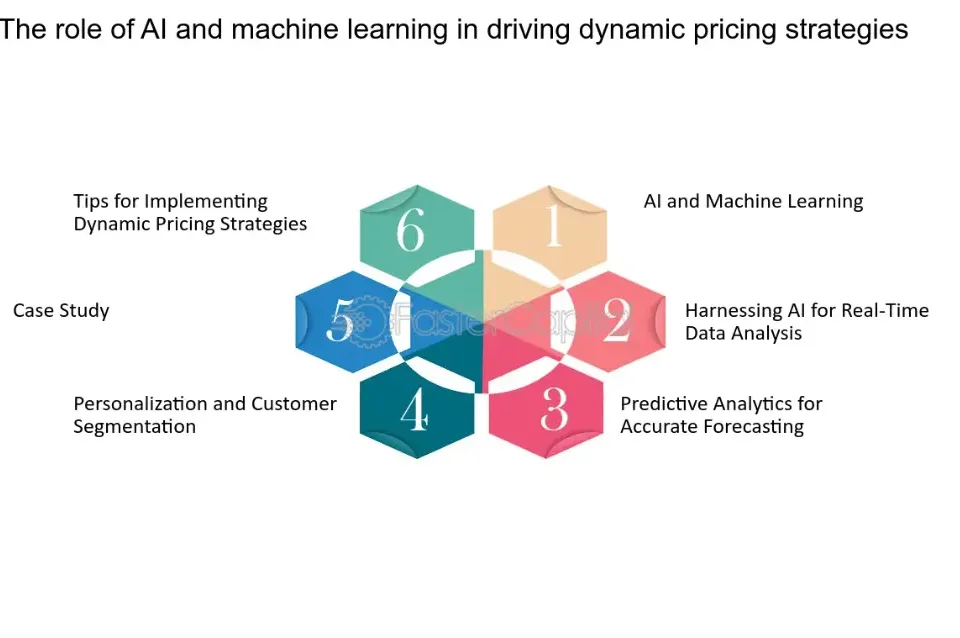 The role of AI and machine learning in driving dynamic pricing strategies
6
Tips for Implementing
Dynamic Pricing Strategies
1
AI and Machine Learning
5
Case Study
FasterCapital
2
Harnessing AI for Real-Time
Data Analysis
4
Personalization and Customer
Segmentation
3
Predictive Analytics for
Accurate Forecasting